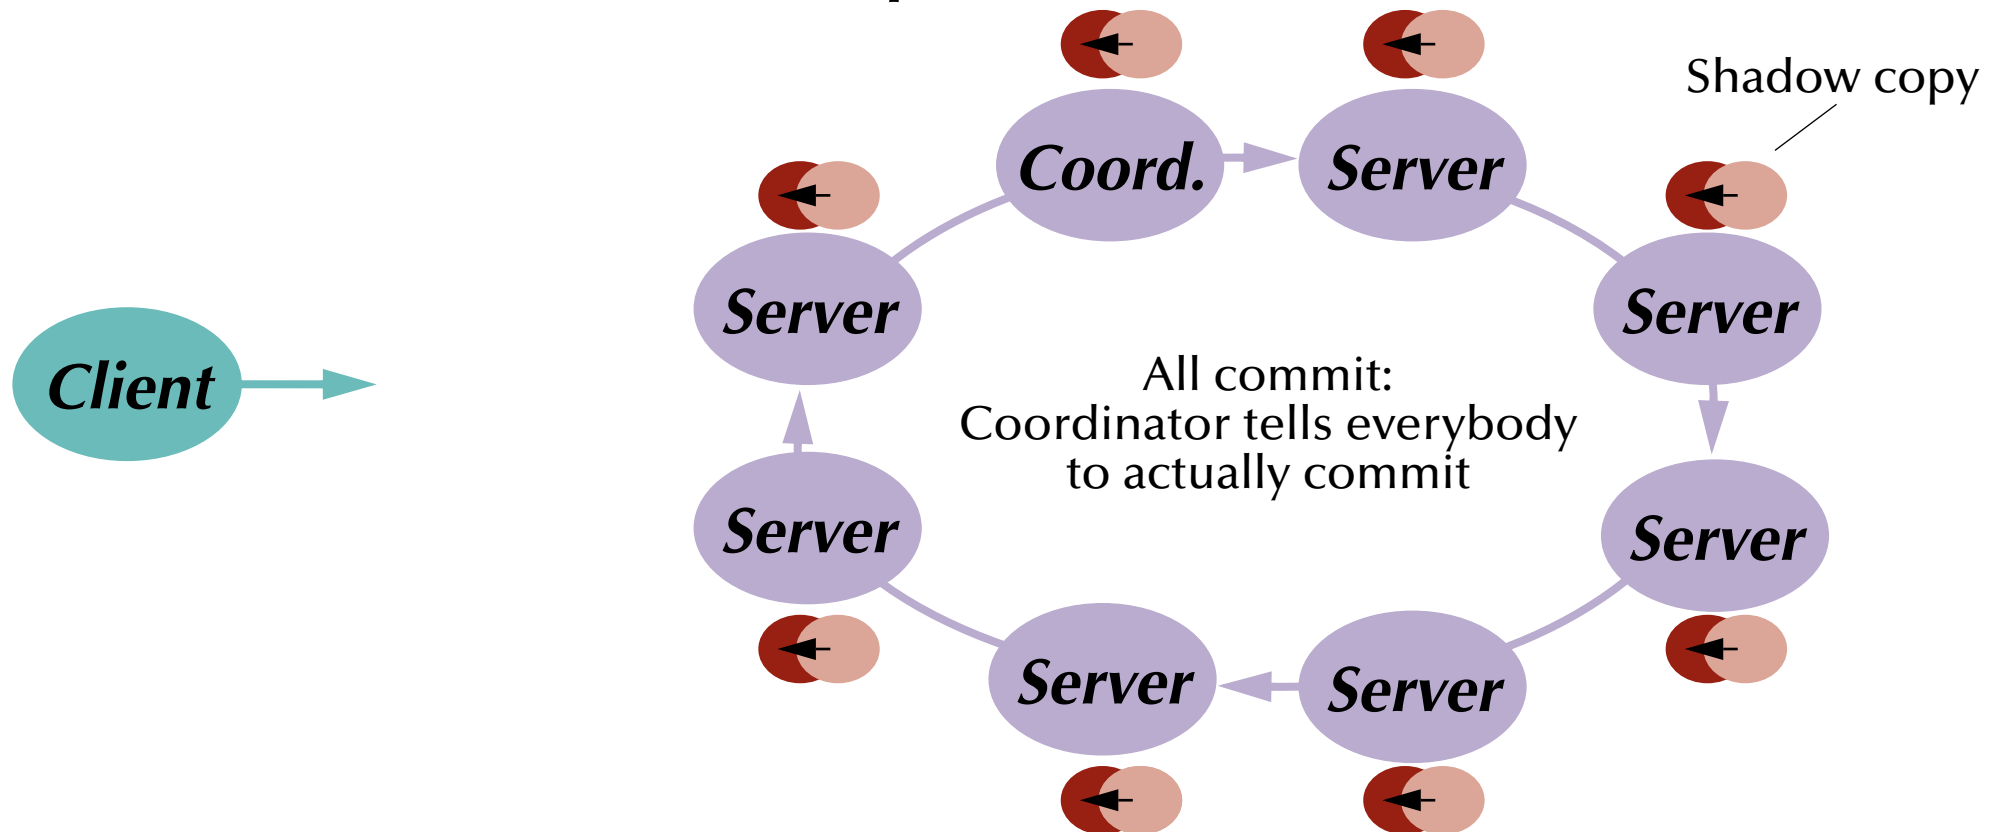 Shadow copy
Coord.
Server
Server
Server
Client
All commit:
Coordinator tells everybody
to actually commit
Server
Server
Server
Server